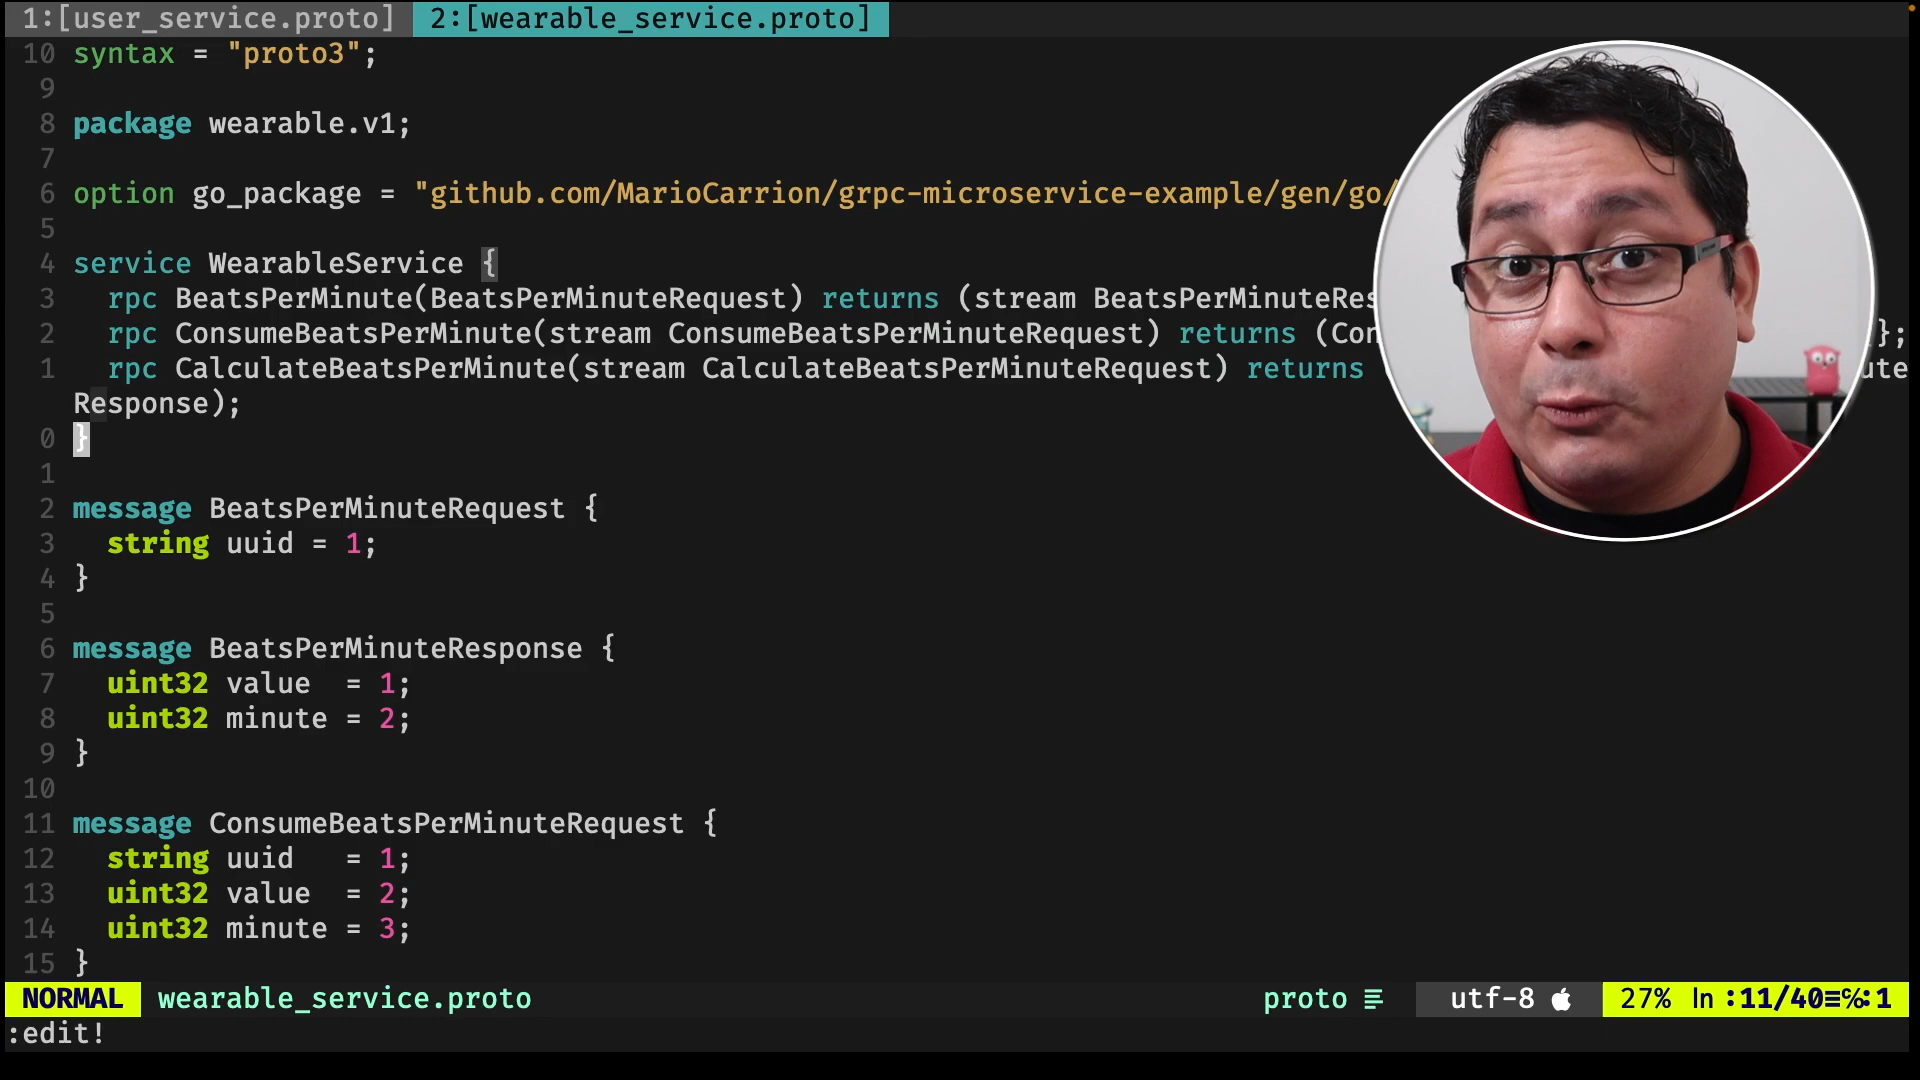 1:[user_service.proto] 2:[wearable_service.proto]
10 syntax = "proto3";
9
8 package wearable.v1;
7
6 option go_package = "github.com/MarioCarrion/grpc-microservice-example/gen/go/
5
4 service WearableService {
3   rpc BeatsPerMinute(BeatsPerMinuteRequest) returns (stream BeatsPerMinuteRes
2   rpc ConsumeBeatsPerMinute(stream ConsumeBeatsPerMinuteRequest) returns (Con };
1   rpc CalculateBeatsPerMinute(stream CalculateBeatsPerMinuteRequest) returns ute
Response);
0 }
1
2 message BeatsPerMinuteRequest {
3   string uuid = 1;
4 }
5
6 message BeatsPerMinuteResponse {
7   uint32 value  = 1;
8   uint32 minute = 2;
9 }
10
11 message ConsumeBeatsPerMinuteRequest {
12   string uuid   = 1;
13   uint32 value  = 2;
14   uint32 minute = 3;
15 }
NORMAL wearable_service.proto proto utf-8 27% ln :11/40≡℅:1
:edit!